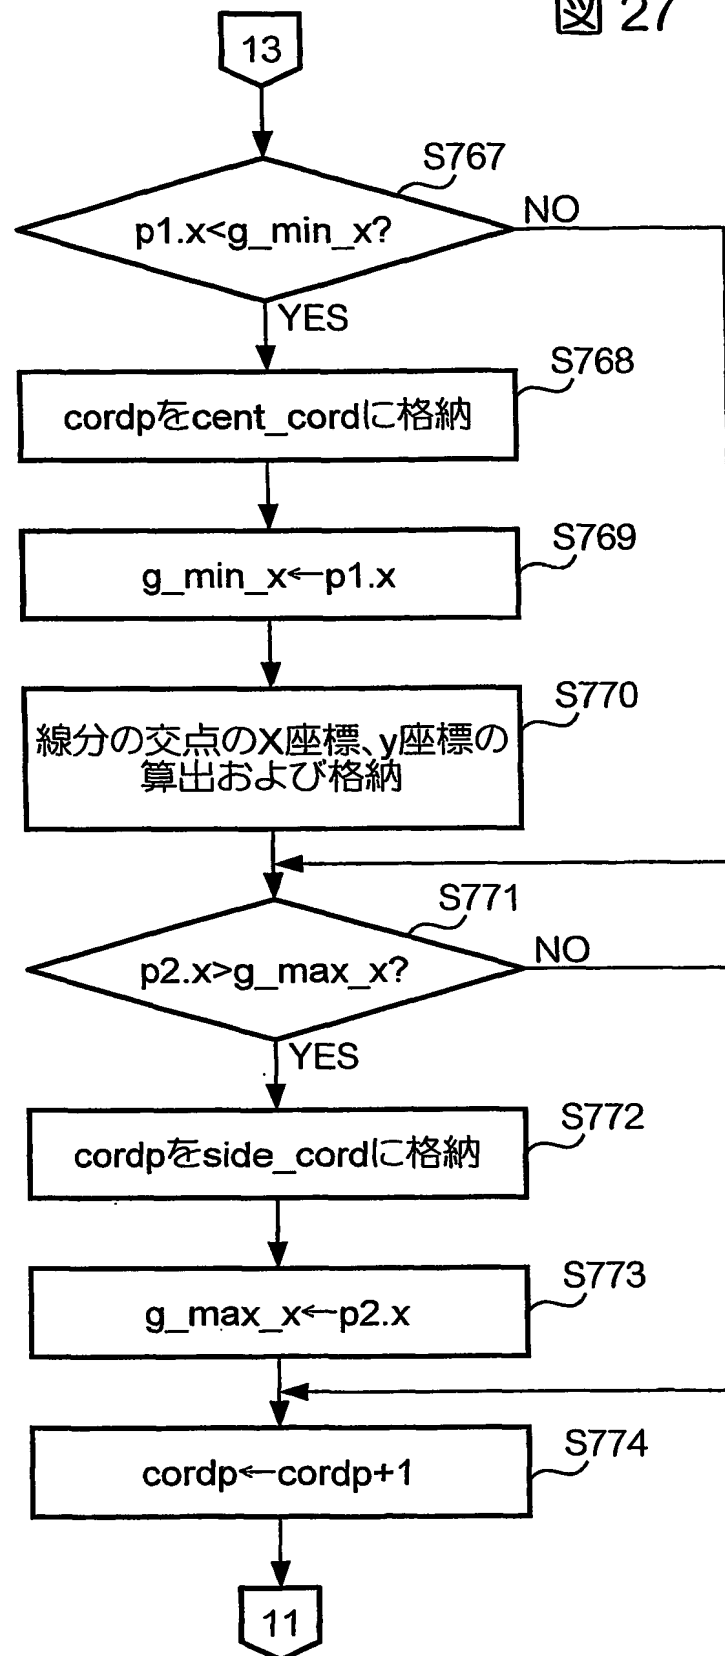 図 27
13
S767
p1.x<g_min_x?
NO
YES
S768
cordpをcent_cordに格納
S769
g_min_x←p1.x
S770
線分の交点のX座標、y座標の
算出および格納
S771
p2.x>g_max_x?
NO
YES
S772
cordpをside_cordに格納
S773
g_max_x←p2.x
S774
cordp←cordp+1
11